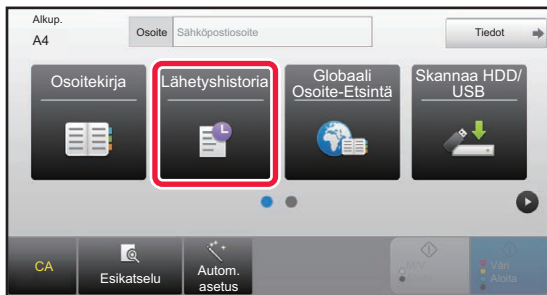 Alkup.
A4
Osoite
Sähköpostiosoite
Tiedot
Osoitekirja
Lähetyshistoria
Globaali
Osoite-Etsintä
Skannaa HDD/
USB
CA
Esikatselu
Autom.
asetus
M/V
Aloita
Väri
Aloita